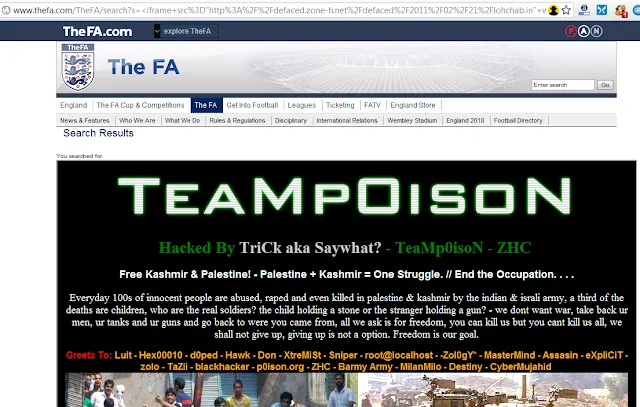 www.thefa.com/TheFA/search?s=<iframe+src%3D"http%3A%2F%2Fdefaced.zone-h.net%2Fdefaced%2F2011%2F02%2F21%2Flohchab.in"+w
TheFA.com explore TheFA F A N
TheFA
The FA
Enter search Go
England The FA Cup & Competitions The FA Get Into Football Leagues Ticketing FATV England Store
News & Features Who We Are What We Do Rules & Regulations Disciplinary International Relations Wembley Stadium England 2018 Football Directory
Search Results
You searched for
TeaMp0isoN
Hacked By TriCk aka Saywhat? - TeaMp0isoN - ZHC
Free Kashmir & Palestine! - Palestine + Kashmir = One Struggle. // End the Occupation. . . .
Everyday 100s of innocent people are abused, raped and even killed in palestine & kashmir by the indian & israli army, a third of the
deaths are children, who are the real soldiers? the child holding a stone or the stranger holding a gun? - we dont want war, take back ur
men, ur tanks and ur guns and go back to were you came from, all we ask is for freedom, you can kill us but you cant kill us all, we
shall not give up, giving up is not a option. Freedom is our goal.
Greetz To: Luit - Hex00010 - d0ped - Hawk - Don - XtreMiSt - Sniper - root@localhost - Zol0gY* - MasterMind - Assasin - eXpliCiT -
zolo - TaZii - blackhacker - p0ison.org - ZHC - Barmy Army - MilanMilo - Destiny - CyberMujahid